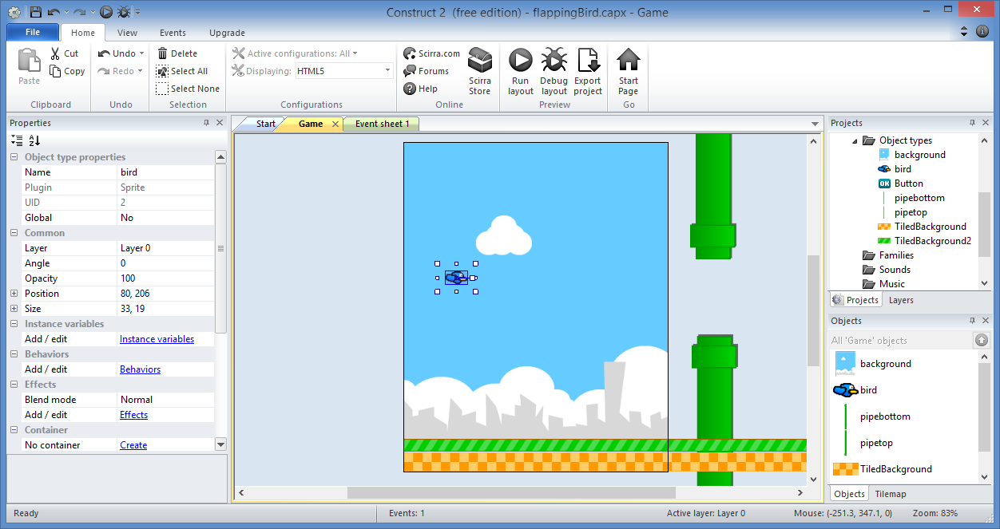 Construct 2 (free edition) - flappingBird.capx - Game
File Home View Events Upgrade
Paste
Cut
Copy
Clipboard
Undo
Redo
Undo
Delete
Select All
Select None
Selection
Active configurations: All
Displaying: HTML5
Configurations
Scirra.com
Forums
Help
Scirra
Store
Online
Run
layout
Debug
layout
Export
project
Preview
Start
Page
Go
Properties
Object type properties
Name bird
Plugin Sprite
UID 2
Global No
Common
Layer Layer 0
Angle 0
Opacity 100
Position 80, 206
Size 33, 19
Instance variables
Add / edit Instance variables
Behaviors
Add / edit Behaviors
Effects
Blend mode Normal
Add / edit Effects
Container
No container Create
Start Game Event sheet 1
Projects
Object types
background
bird
OK Button
pipebottom
pipetop
TiledBackground
TiledBackground2
Families
Sounds
Music
Projects Layers
Objects
All 'Game' objects
background
bird
pipebottom
pipetop
TiledBackground
Objects Tilemap
Ready Events: 1 Active layer: Layer 0 Mouse: (-251.3, 347.1, 0) Zoom: 83%